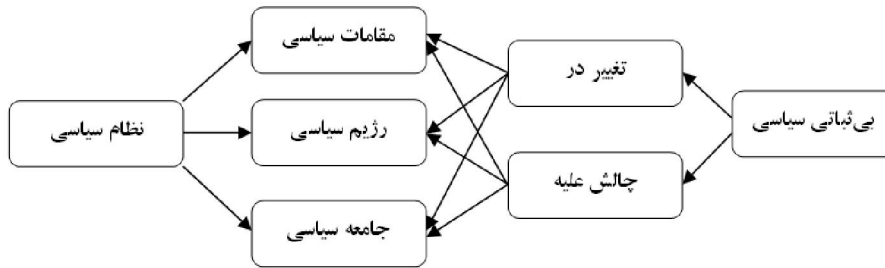 مقامات سیاسی
تغییر در
بی‌ثباتی سیاسی
رژیم سیاسی
نظام سیاسی
چالش علیه
جامعه سیاسی